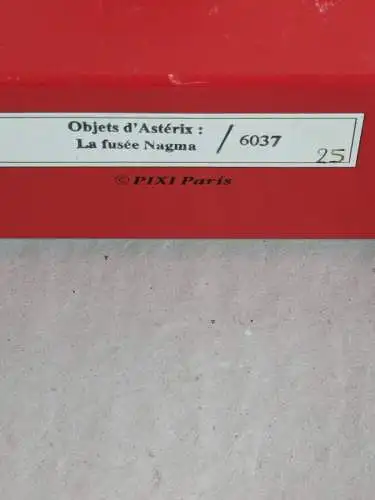 Objets d'Astérix :
La fusée Nagma / 6037 25
© PIXI Paris